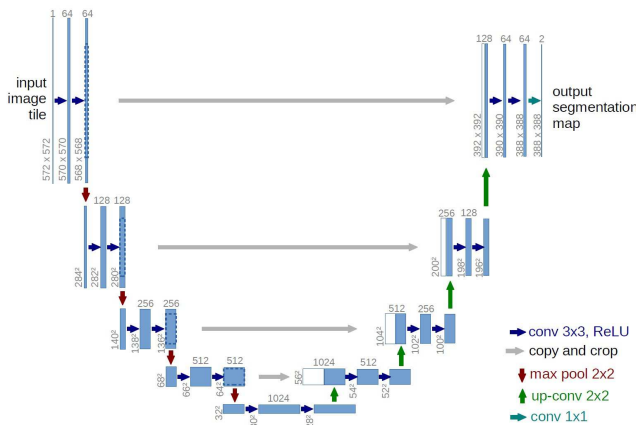 1 64 64
128 64 64 2
input
image
tile
output
segmentation
map
572 x 572
570 x 570
568 x 568
392 x 392
390 x 390
388 x 388
388 x 388
128 128
256 128
284²
282²
280²
200²
198²
196²
256 256
512 256
140²
138²
136²
104²
102²
100²
512 512
1024 512
68²
66²
64²
56²
54²
52²
1024
32²
conv 3x3, ReLU
copy and crop
max pool 2x2
up-conv 2x2
conv 1x1